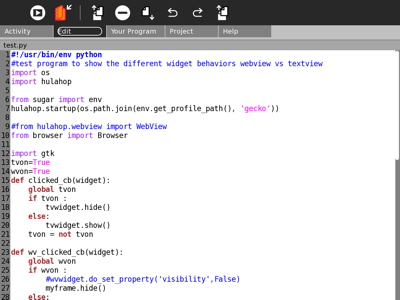 Activity Edit Your Program Project Help
test.py
1 #!/usr/bin/env python
2 #test program to show the different widget behaviors webview vs textview
3 import os
4 import hulahop
5
6 from sugar import env
7 hulahop.startup(os.path.join(env.get_profile_path(), 'gecko'))
8
9 #from hulahop.webview import WebView
10 from browser import Browser
11
12 import gtk
13 tvon=True
14 wvon=True
15 def clicked_cb(widget):
16     global tvon
17     if tvon :
18         tvwidget.hide()
19     else:
20         tvwidget.show()
21     tvon = not tvon
22
23 def wv_clicked_cb(widget):
24     global wvon
25     if wvon :
26         #wvwidget.do_set_property('visibility',False)
27         myframe.hide()
28     else: